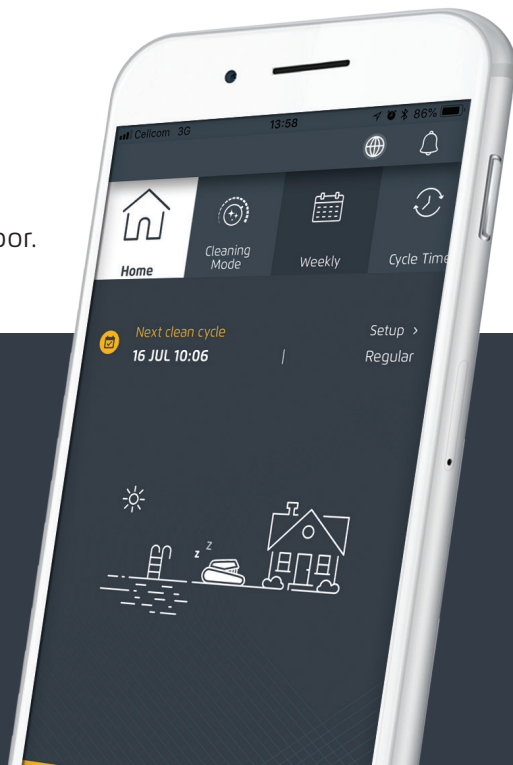 oor.
Cellcom 3G
13:58
86%
Home
Cleaning
Mode
Weekly
Cycle Time
Next clean cycle
Setup >
16 JUL 10:06 |
Regular
z z